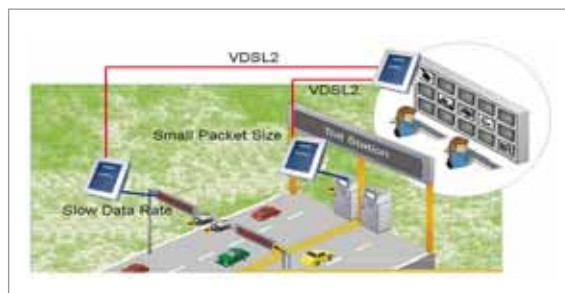 VDSL2
VDSL2
Small Packet Size
Toll Station
Slow Data Rate